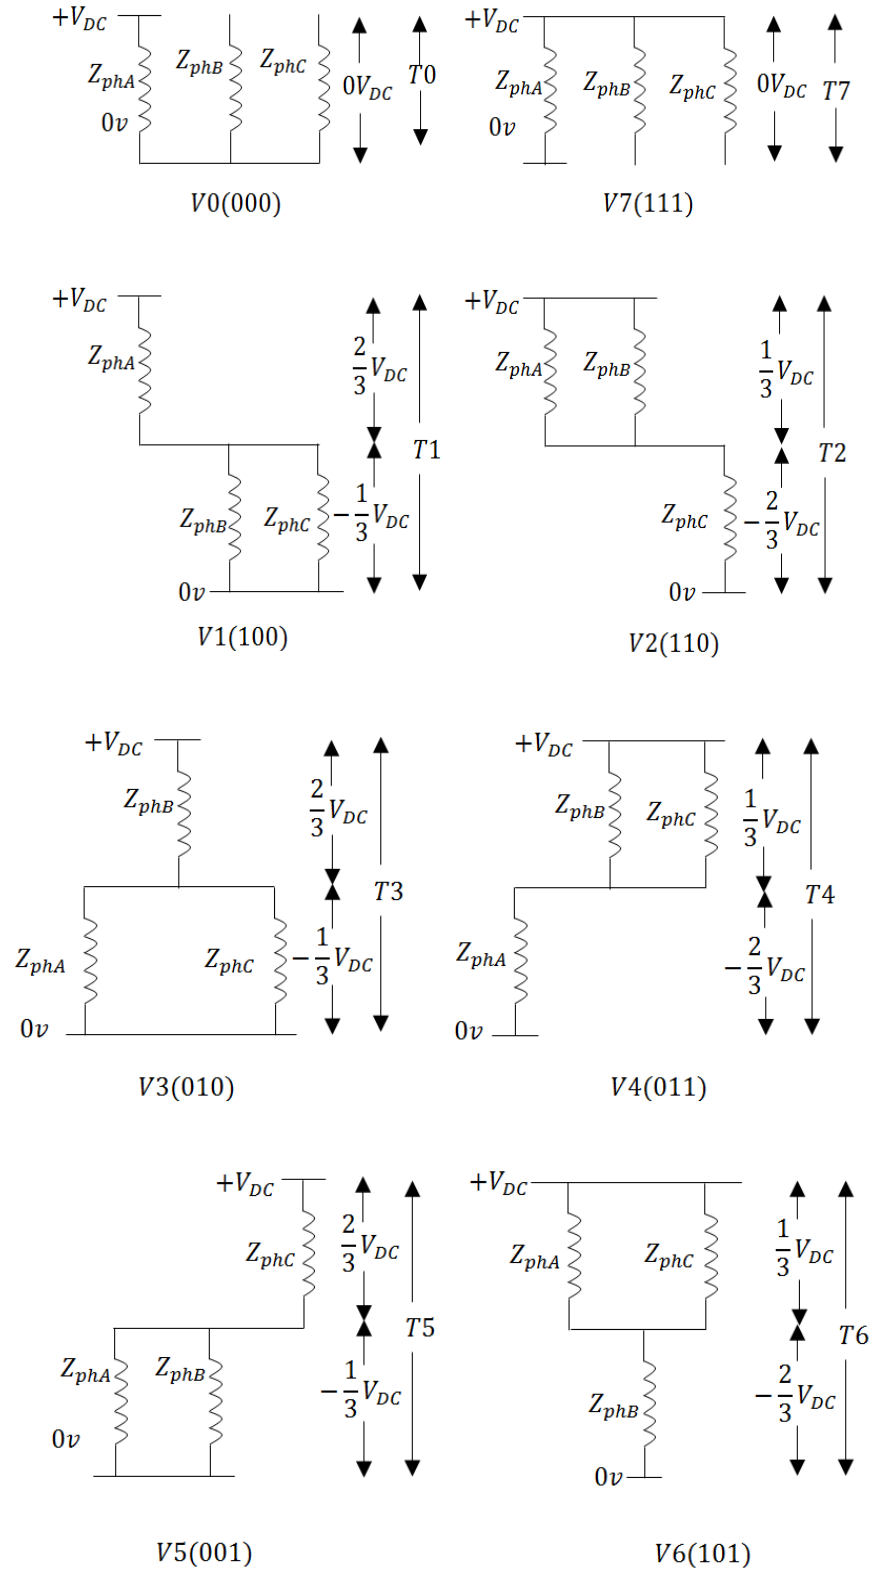 +V_DC
Z_phA
Z_phB
Z_phC
0V_DC
T0
0v
V0(000)
+V_DC
Z_phA
Z_phB
Z_phC
0V_DC
T7
0v
V7(111)
+V_DC
Z_phA
2/3 V_DC
T1
Z_phB
Z_phC
-1/3 V_DC
0v
V1(100)
+V_DC
Z_phA
Z_phB
1/3 V_DC
T2
Z_phC
-2/3 V_DC
0v
V2(110)
+V_DC
Z_phB
2/3 V_DC
T3
Z_phA
Z_phC
-1/3 V_DC
0v
V3(010)
+V_DC
Z_phB
Z_phC
1/3 V_DC
T4
Z_phA
-2/3 V_DC
0v
V4(011)
+V_DC
Z_phC
2/3 V_DC
T5
Z_phA
Z_phB
-1/3 V_DC
0v
V5(001)
+V_DC
Z_phA
Z_phC
1/3 V_DC
T6
Z_phB
-2/3 V_DC
0v
V6(101)